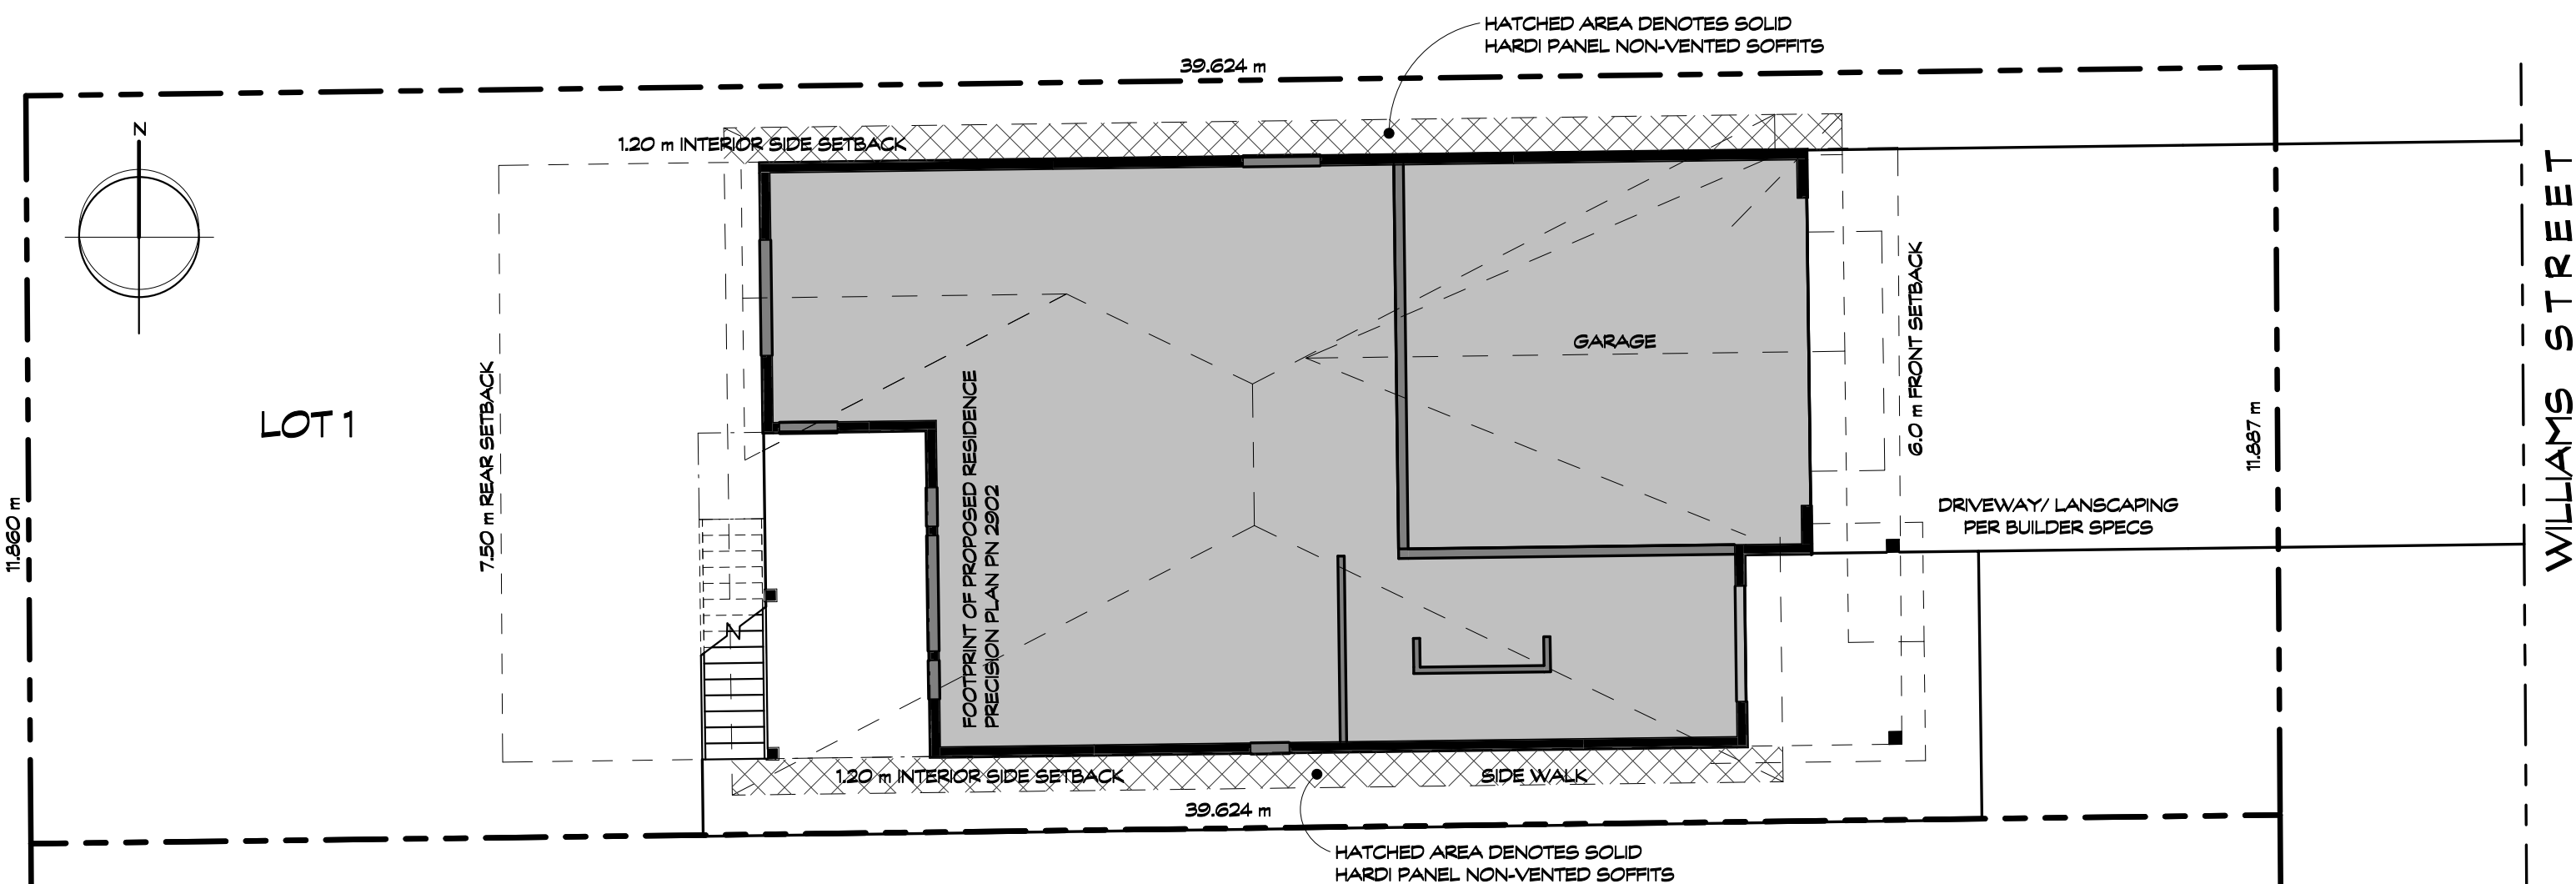 HATCHED AREA DENOTES SOLID
HARDI PANEL NON-VENTED SOFFITS
39.624 m
N
1.20 m INTERIOR SIDE SETBACK
LOT 1
11.860 m
7.50 m REAR SETBACK
FOOTPRINT OF PROPOSED RESIDENCE
PRECISION PLAN PN 2902
GARAGE
6.0 m FRONT SETBACK
11.887 m
WILLIAMS STREET
DRIVEWAY/ LANSCAPING
PER BUILDER SPECS
1.20 m INTERIOR SIDE SETBACK
SIDE WALK
39.624 m
HATCHED AREA DENOTES SOLID
HARDI PANEL NON-VENTED SOFFITS